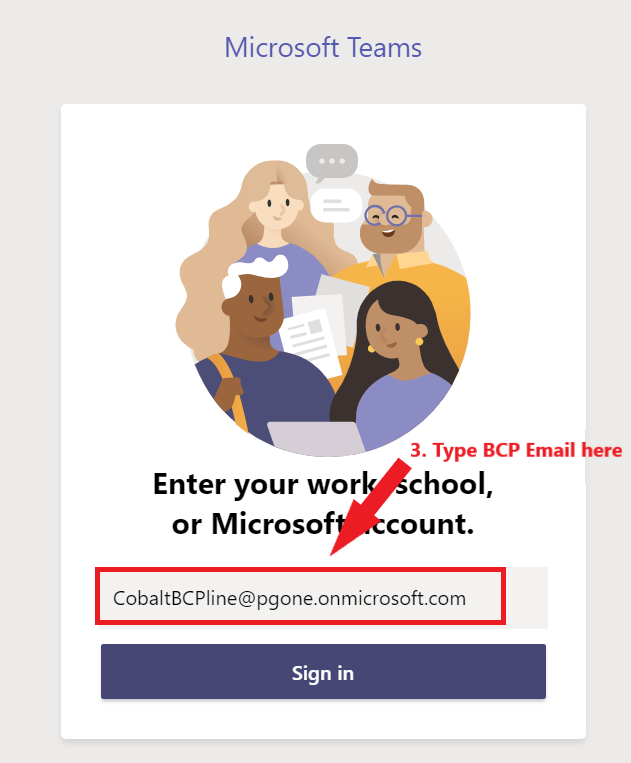 Microsoft Teams
3. Type BCP Email here
Enter your work, school,
or Microsoft account.
CobaltBCPline@pgone.onmicrosoft.com
Sign in